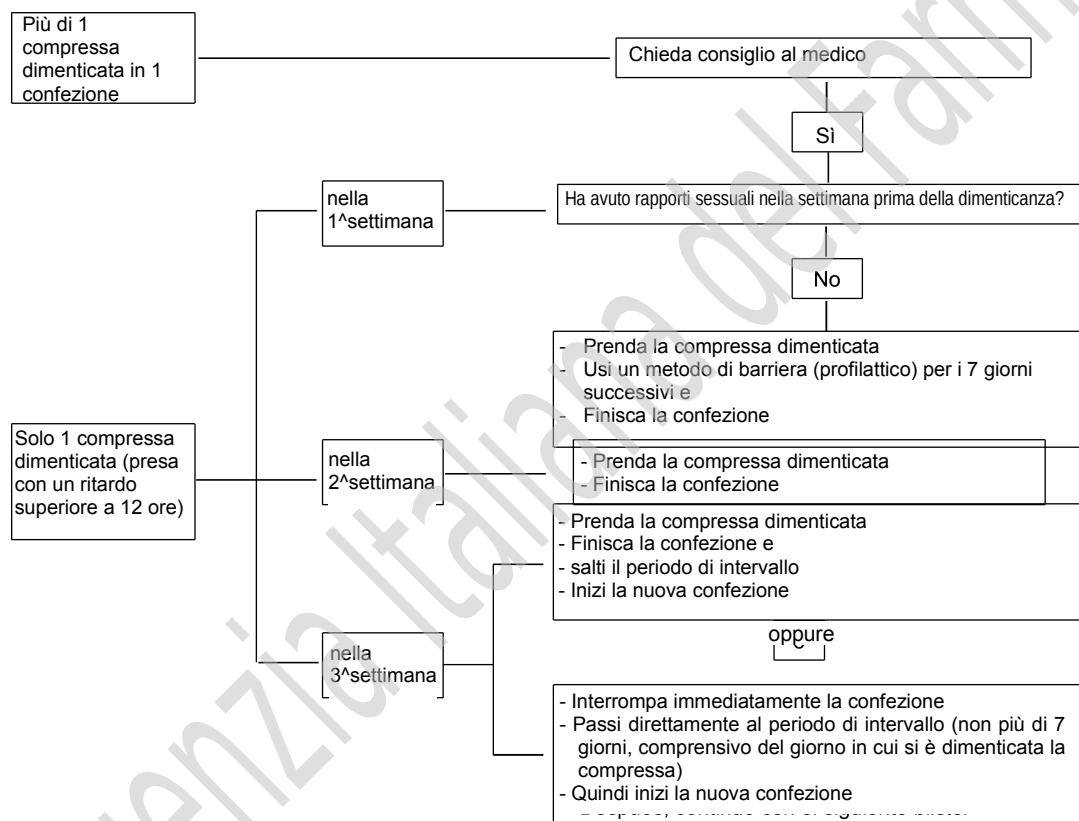 Più di 1
compressa
dimenticata in 1
confezione
Chieda consiglio al medico
Sì
nella
1^settimana
Ha avuto rapporti sessuali nella settimana prima della dimenticanza?
No
- Prenda la compressa dimenticata
- Usi un metodo di barriera (profilattico) per i 7 giorni
successivi e
- Finisca la confezione
Solo 1 compressa
dimenticata (presa
con un ritardo
superiore a 12 ore)
nella
2^settimana
- Prenda la compressa dimenticata
- Finisca la confezione
- Prenda la compressa dimenticata
- Finisca la confezione e
- salti il periodo di intervallo
- Inizi la nuova confezione
oppure
nella
3^settimana
- Interrompa immediatamente la confezione
- Passi direttamente al periodo di intervallo (non più di 7
giorni, comprensivo del giorno in cui si è dimenticata la
compressa)
- Quindi inizi la nuova confezione
enzia Italiana del Farm